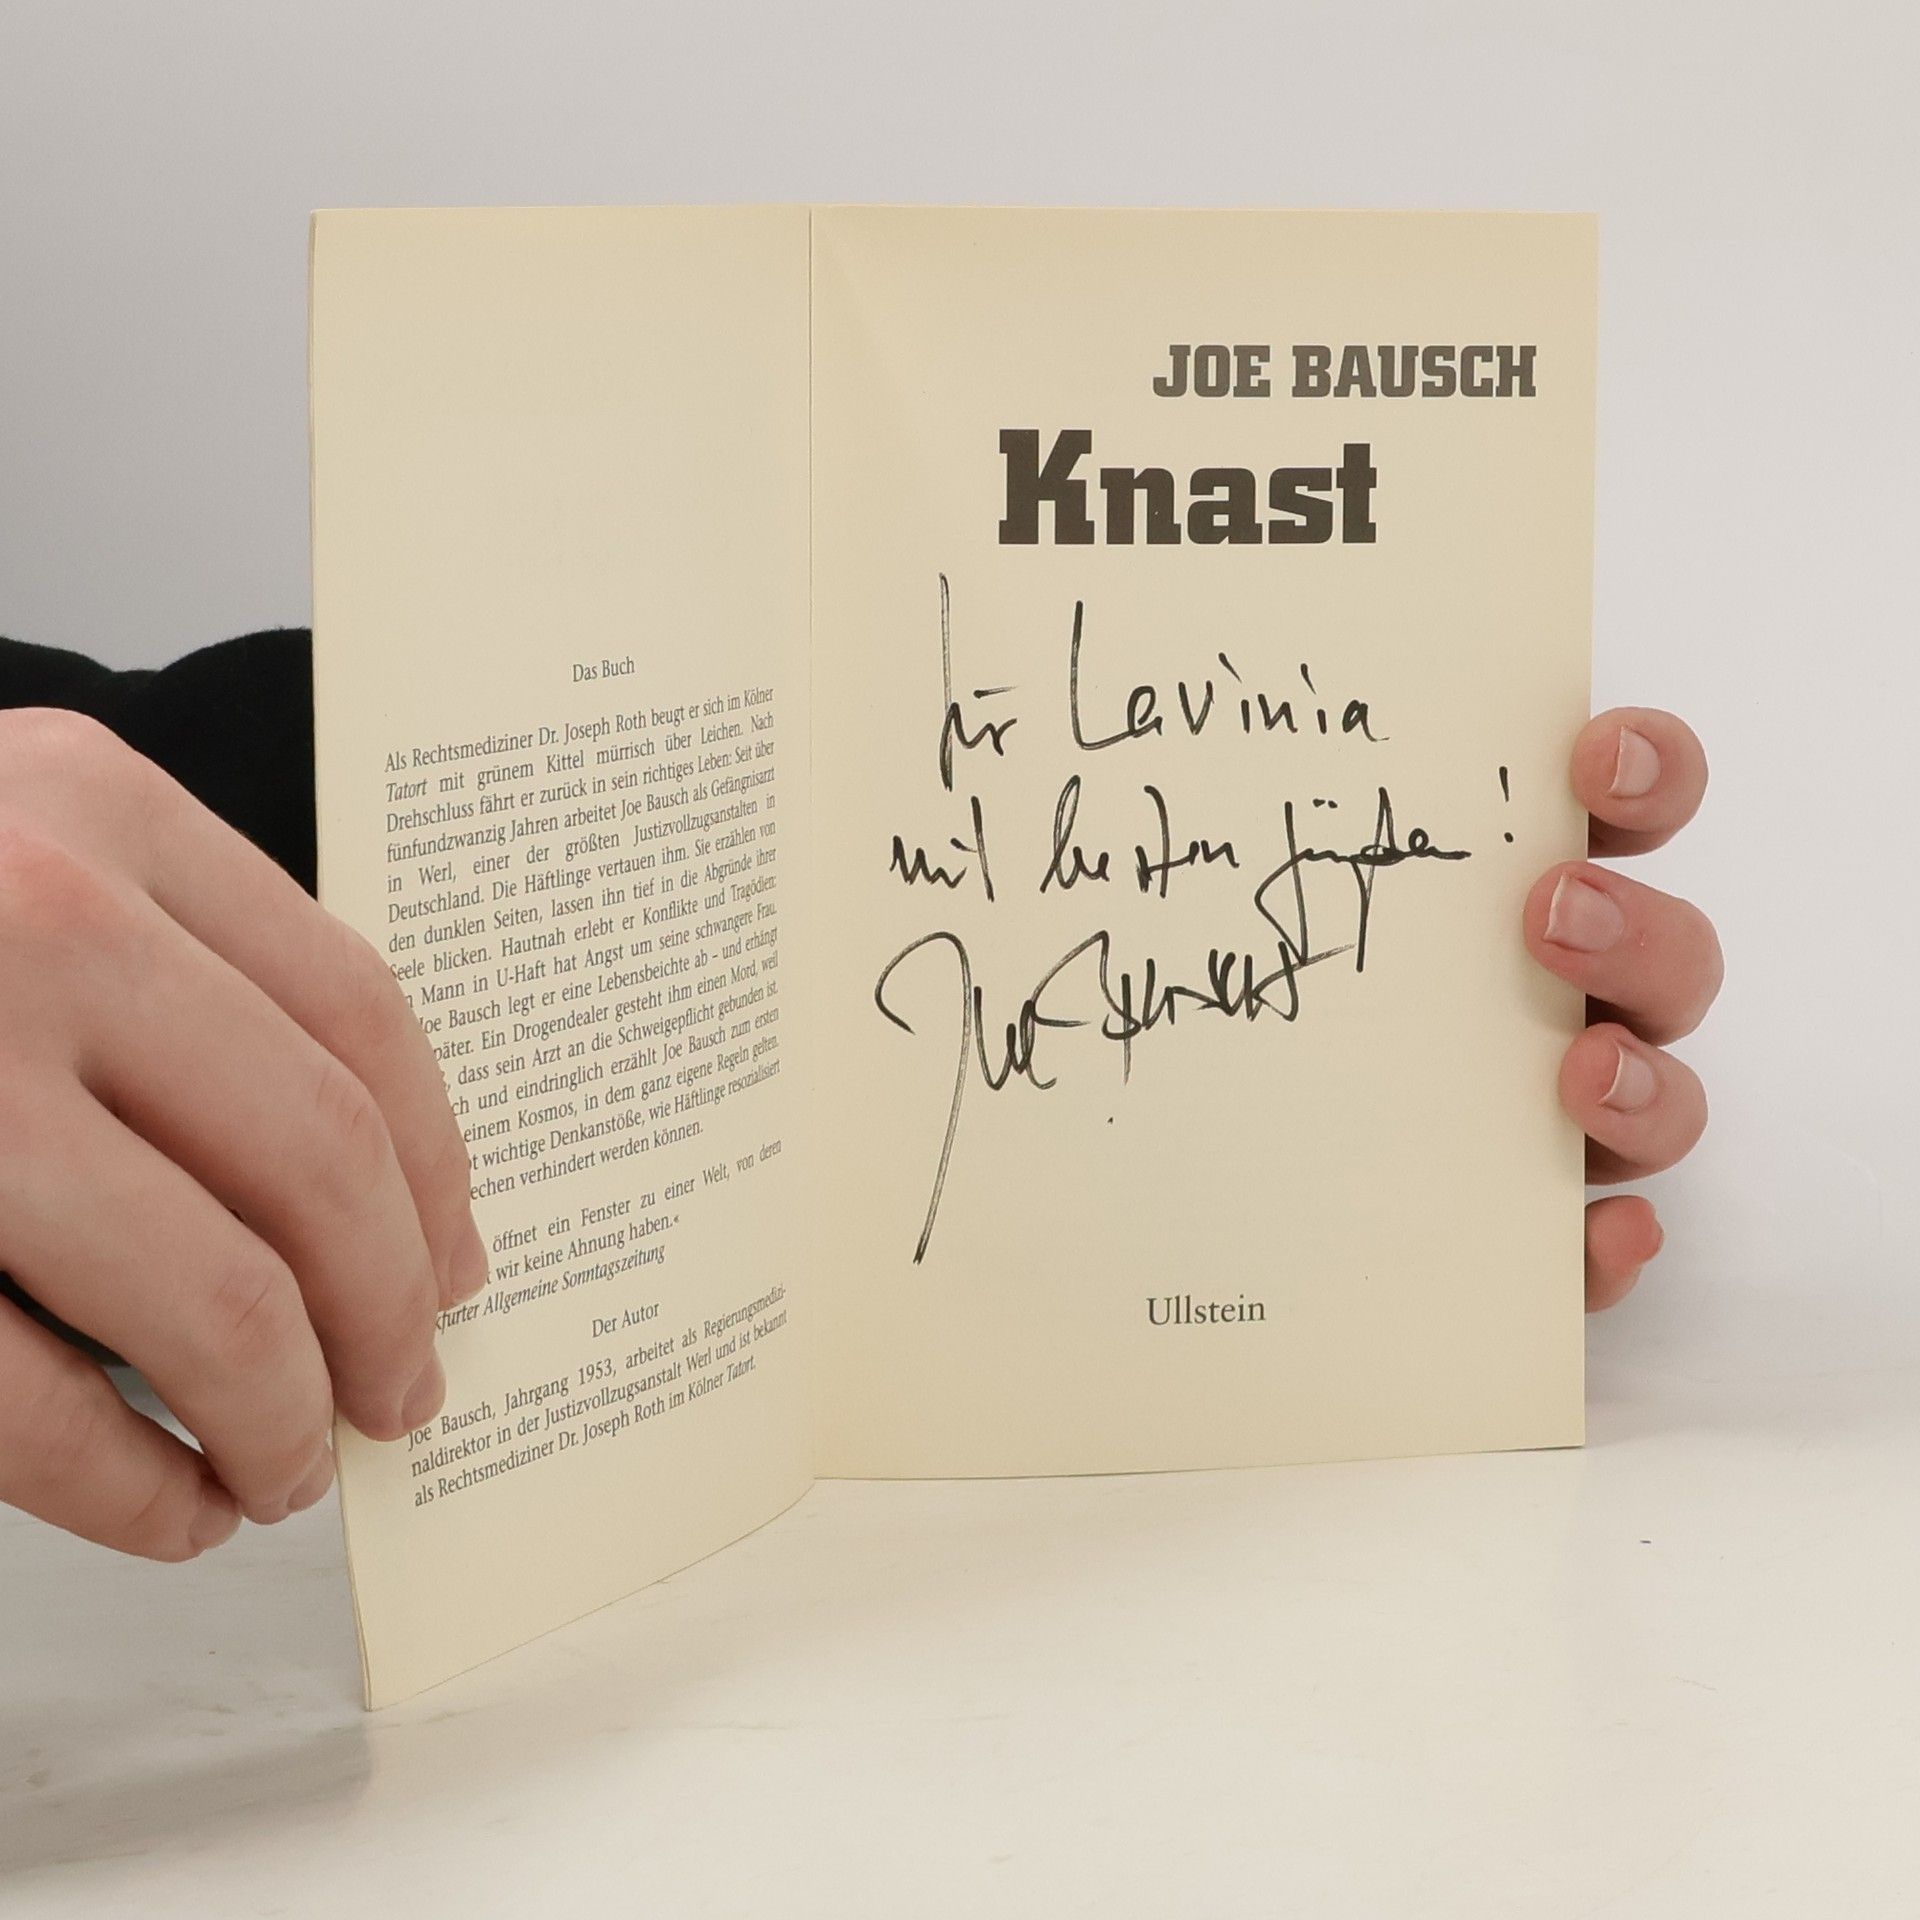 Das Buch
Als Rechtsmediziner Dr. Joseph Roth beugt er sich im Kölner
Tatort mit grünem Kittel mürrisch über Leichen. Nach
Drehschluss fährt er zurück in sein richtiges Leben: Seit über
fünfundzwanzig Jahren arbeitet Joe Bausch als Gefängnisarzt
in Werl, einer der größten Justizvollzugsanstalten in
Deutschland. Die Häftlinge vertauen ihm. Sie erzählen von
den dunklen Seiten, lassen ihn tief in die Abgründe ihrer
Seele blicken. Hautnah erlebt er Konflikte und Tragödien:
Mann in U-Haft hat Angst um seine schwangere Frau.
Joe Bausch legt er eine Lebensbeichte ab – und erhängt
päter. Ein Drogendealer gesteht ihm einen Mord, weil
, dass sein Arzt an die Schweigepflicht gebunden ist.
ch und eindringlich erzählt Joe Bausch zum ersten
einem Kosmos, in dem ganz eigene Regeln gelten.
t wichtige Denkanstöße, wie Häftlinge resozialisiert
echen verhindert werden können.
öffnet ein Fenster zu einer Welt, von deren
t wir keine Ahnung haben.«
kfurter Allgemeine Sonntagszeitung
Der Autor
Joe Bausch, Jahrgang 1953, arbeitet als Regierungsmedizi-
naldirektor in der Justizvollzugsanstalt Werl und ist bekannt
als Rechtsmediziner Dr. Joseph Roth im Kölner Tatort.
JOE BAUSCH
Knast
für Lavinia
mit besten Grüßen!
Joe Bausch
Ullstein